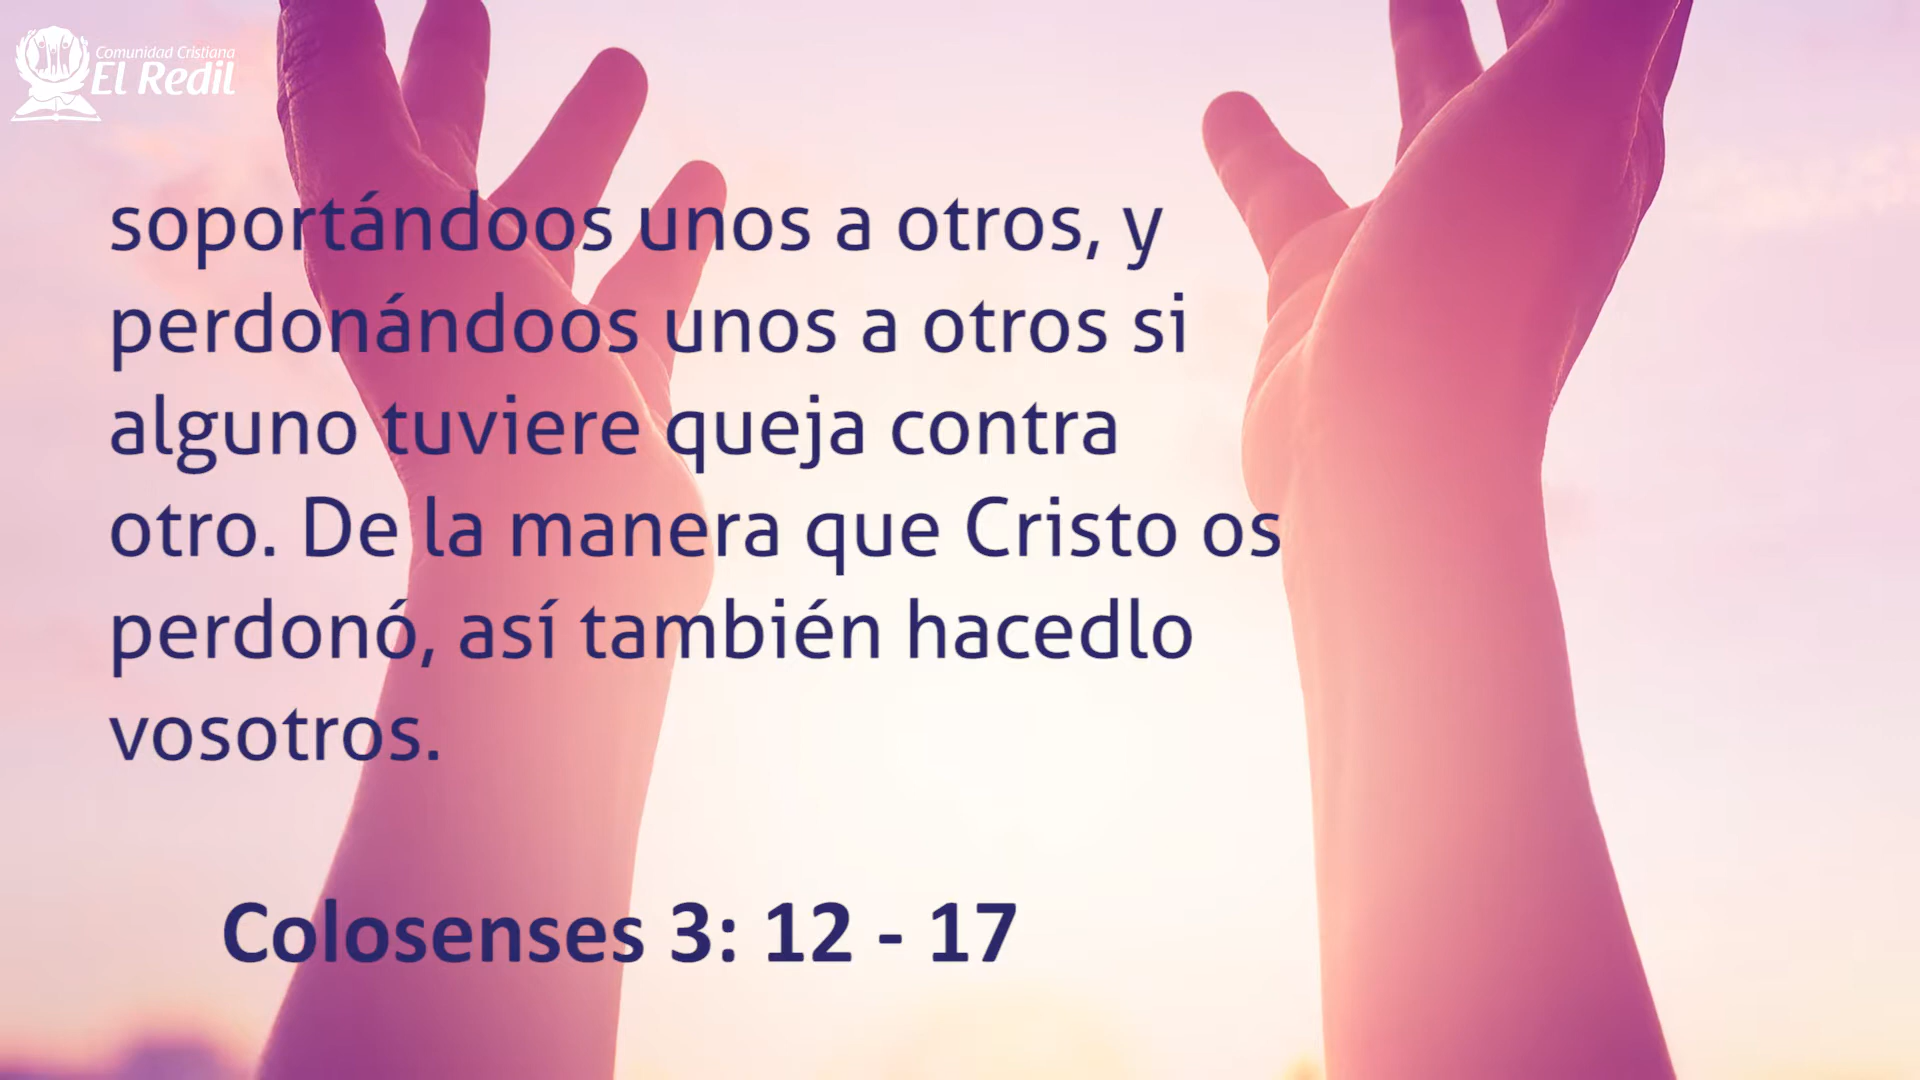 Comunidad Cristiana
El Redil
soportándoos unos a otros, y
perdonándoos unos a otros si
alguno tuviere queja contra
otro. De la manera que Cristo os
perdonó, así también hacedlo
vosotros.
Colosenses 3: 12 - 17